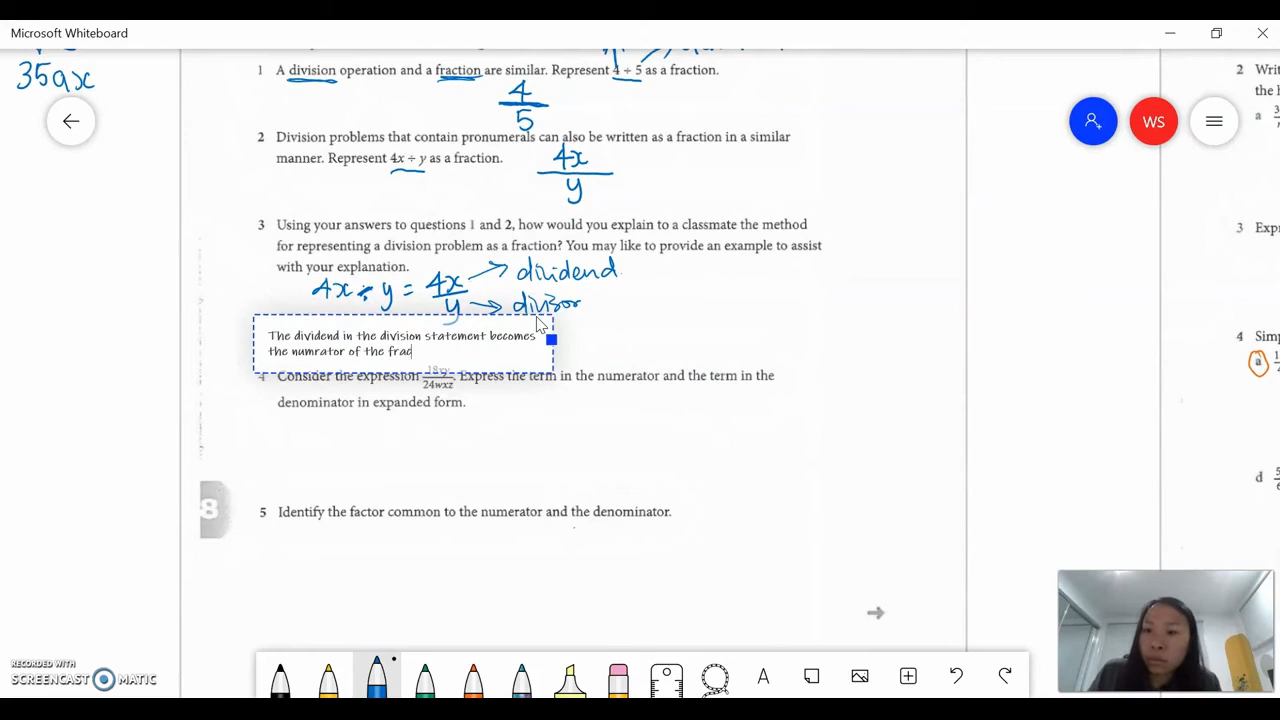 Microsoft Whiteboard
35ax
1 A division operation and a fraction are similar. Represent 4 ÷ 5 as a fraction.
4
5
2 Division problems that contain pronumerals can also be written as a fraction in a similar
manner. Represent 4x ÷ y as a fraction.
4x
y
3 Using your answers to questions 1 and 2, how would you explain to a classmate the method
for representing a division problem as a fraction? You may like to provide an example to assist
with your explanation.
4x ÷ y = 4x/y → dividend
→ divisor
The dividend in the division statement becomes
the numrator of the frac
4 Consider the expression 18xy/24wxz. Express the term in the numerator and the term in the
denominator in expanded form.
8
5 Identify the factor common to the numerator and the denominator.
2 Writ
the
a
3 Expr
4 Simp
a
d
WS
RECORDED WITH
SCREENCAST MATIC
A